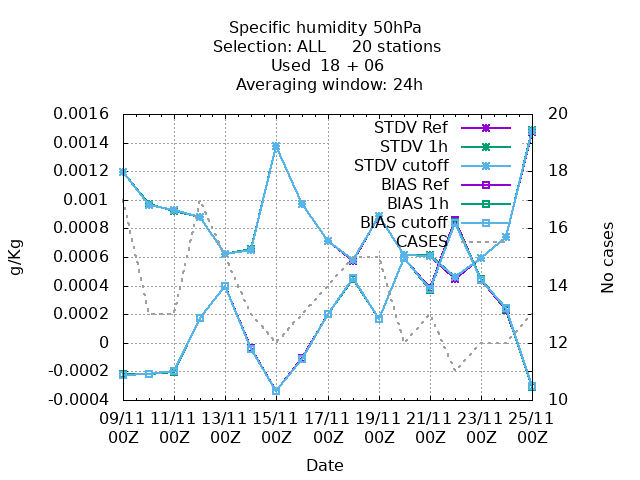 Specific humidity 50hPa
Selection: ALL     20 stations
Used  18 + 06
Averaging window: 24h
0.0016
0.0014
0.0012
0.001
0.0008
0.0006
0.0004
0.0002
0
-0.0002
-0.0004
g/Kg
20
18
16
14
12
10
No cases
STDV Ref
STDV 1h
STDV cutoff
BIAS Ref
BIAS 1h
BIAS cutoff
CASES
09/11 11/11 13/11 15/11 17/11 19/11 21/11 23/11 25/11
00Z 00Z 00Z 00Z 00Z 00Z 00Z 00Z 00Z
Date